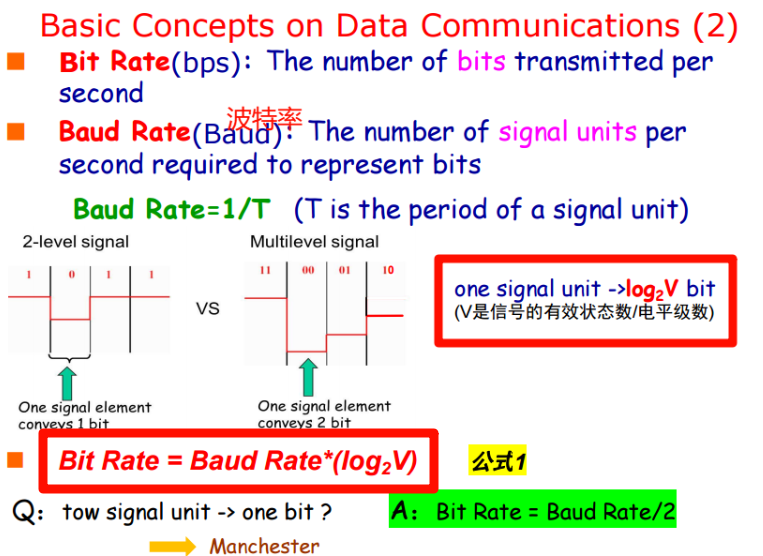 Basic Concepts on Data Communications (2)
Bit Rate(bps): The number of bits transmitted per
second
波特率
Baud Rate(Baud): The number of signal units per
second required to represent bits
Baud Rate=1/T (T is the period of a signal unit)
2-level signal
Multilevel signal
1 0 1 1
11 00 01 10
VS
one signal unit ->log₂V bit
(V是信号的有效状态数/电平级数)
One signal element
conveys 1 bit
One signal element
conveys 2 bit
Bit Rate = Baud Rate*(log₂V)
公式1
Q: tow signal unit -> one bit ?
A: Bit Rate = Baud Rate/2
Manchester